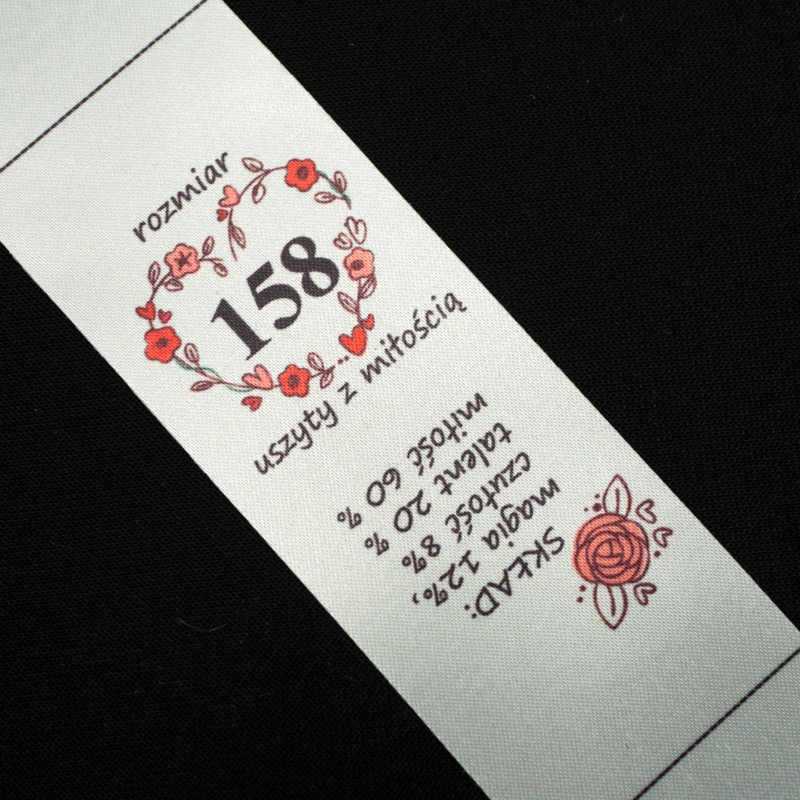 rozmiar
158
uszyty z miłością
SKŁAD:
magia 12%,
czułość 8%
talent 20 %
miłość 60 %